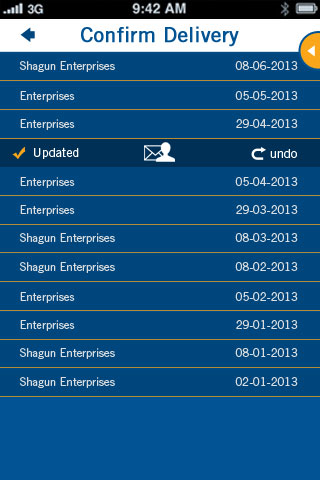 3G 9:42 AM
Confirm Delivery
Shagun Enterprises 08-06-2013
Enterprises 05-05-2013
Enterprises 29-04-2013
Updated undo
Enterprises 05-04-2013
Enterprises 29-03-2013
Shagun Enterprises 08-03-2013
Shagun Enterprises 08-02-2013
Enterprises 05-02-2013
Enterprises 29-01-2013
Shagun Enterprises 08-01-2013
Shagun Enterprises 02-01-2013